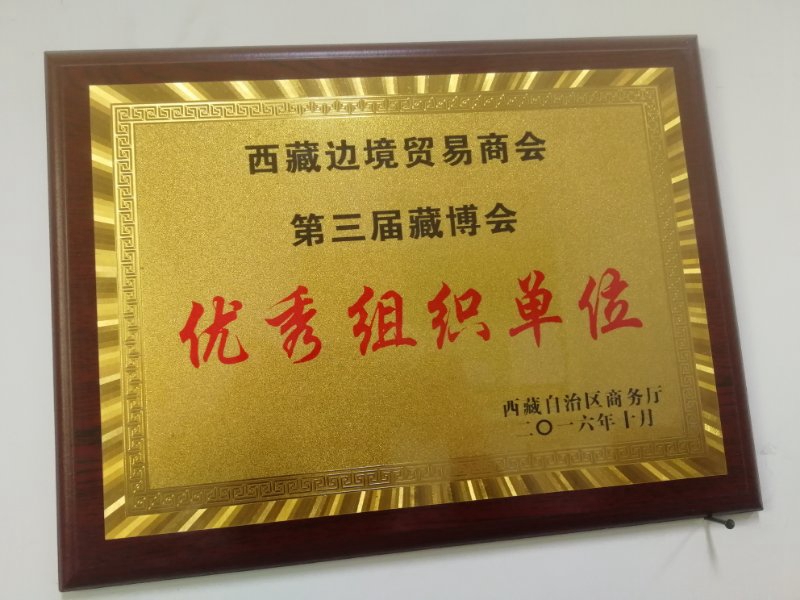 西藏边境贸易商会
第三届藏博会
优秀组织单位
西藏自治区商务厅
二〇一六年十月